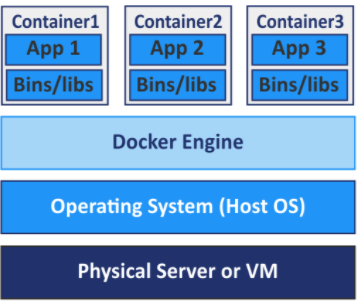 Container1 Container2 Container3
App 1 App 2 App 3
Bins/libs Bins/libs Bins/libs
Docker Engine
Operating System (Host OS)
Physical Server or VM